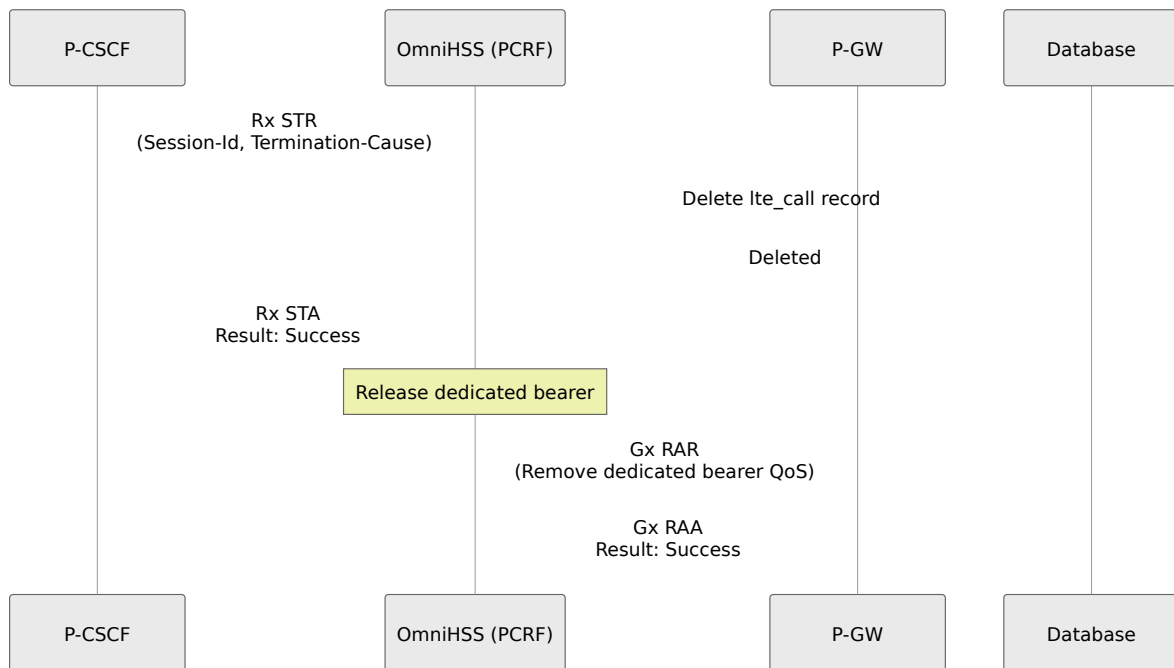 P-CSCF
OmniHSS (PCRF)
P-GW
Database
Rx STR
(Session-Id, Termination-Cause)
Delete lte_call record
Deleted
Rx STA
Result: Success
Release dedicated bearer
Gx RAR
(Remove dedicated bearer QoS)
Gx RAA
Result: Success
P-CSCF
OmniHSS (PCRF)
P-GW
Database